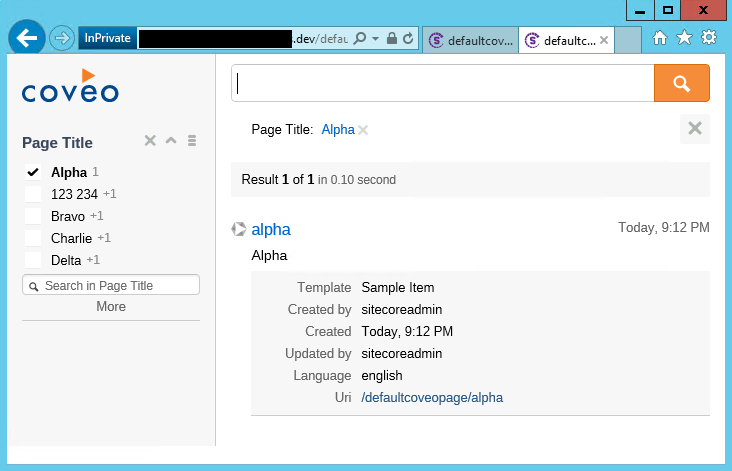 X
InPrivate
s.dev/defau
defaultcov...
defaultc...
coveo
Page Title
Alpha 1
123 234 +1
Bravo +1
Charlie +1
Delta +1
Search in Page Title
More
Page Title: Alpha
Result 1 of 1 in 0.10 second
alpha
Today, 9:12 PM
Alpha
Template Sample Item
Created by sitecoreadmin
Created Today, 9:12 PM
Updated by sitecoreadmin
Language english
Uri /defaultcoveopage/alpha